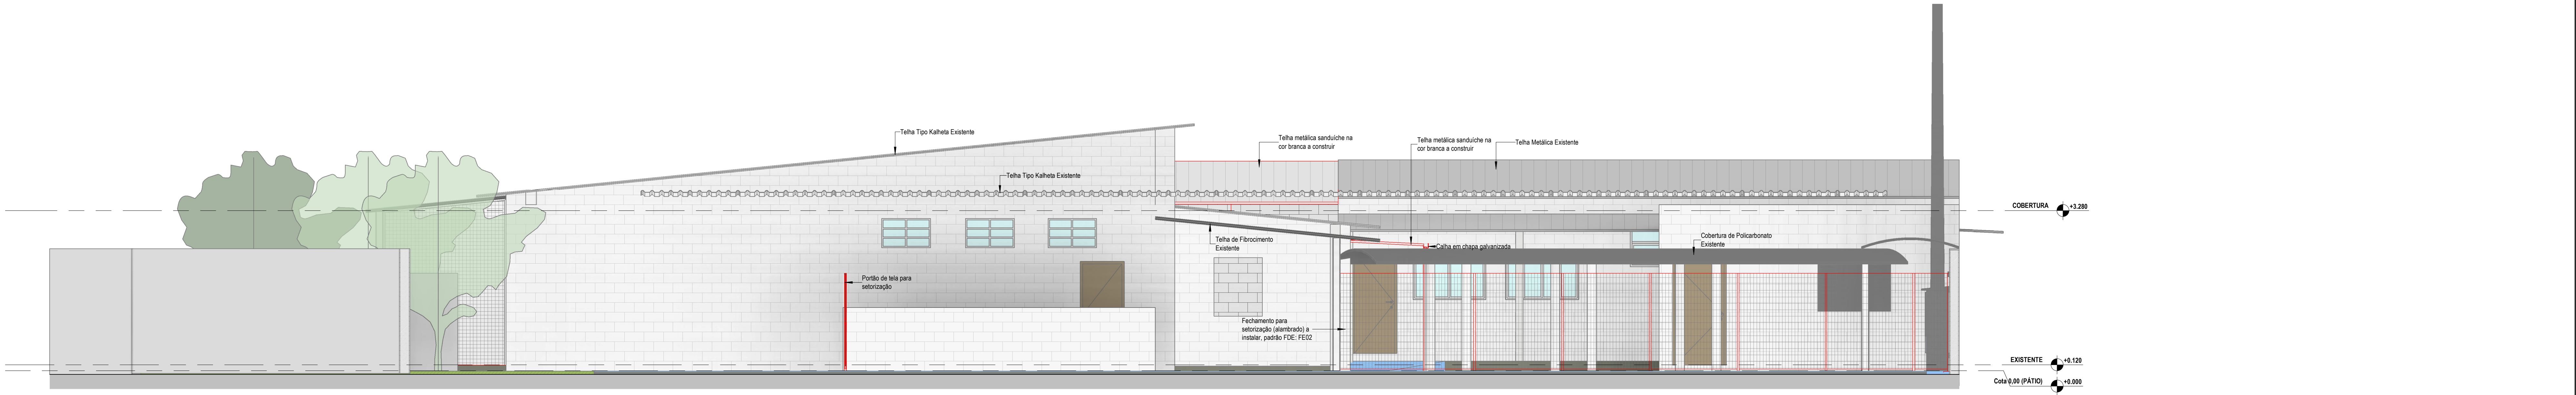 Telha Tipo Kalheta Existente
Telha metálica sanduíche na
cor branca a construir
Telha metálica sanduíche na
cor branca a construir
Telha Metálica Existente
Telha Tipo Kalheta Existente
COBERTURA +3.280
Telha de Fibrocimento
Existente
Calha em chapa galvanizada
Cobertura de Policarbonato
Existente
Portão de tela para
setorização
Fechamento para
setorização (alambrado) a
instalar, padrão FDE: FE02
EXISTENTE +0.120
Cota 0.00 (PÁTIO) +0.000